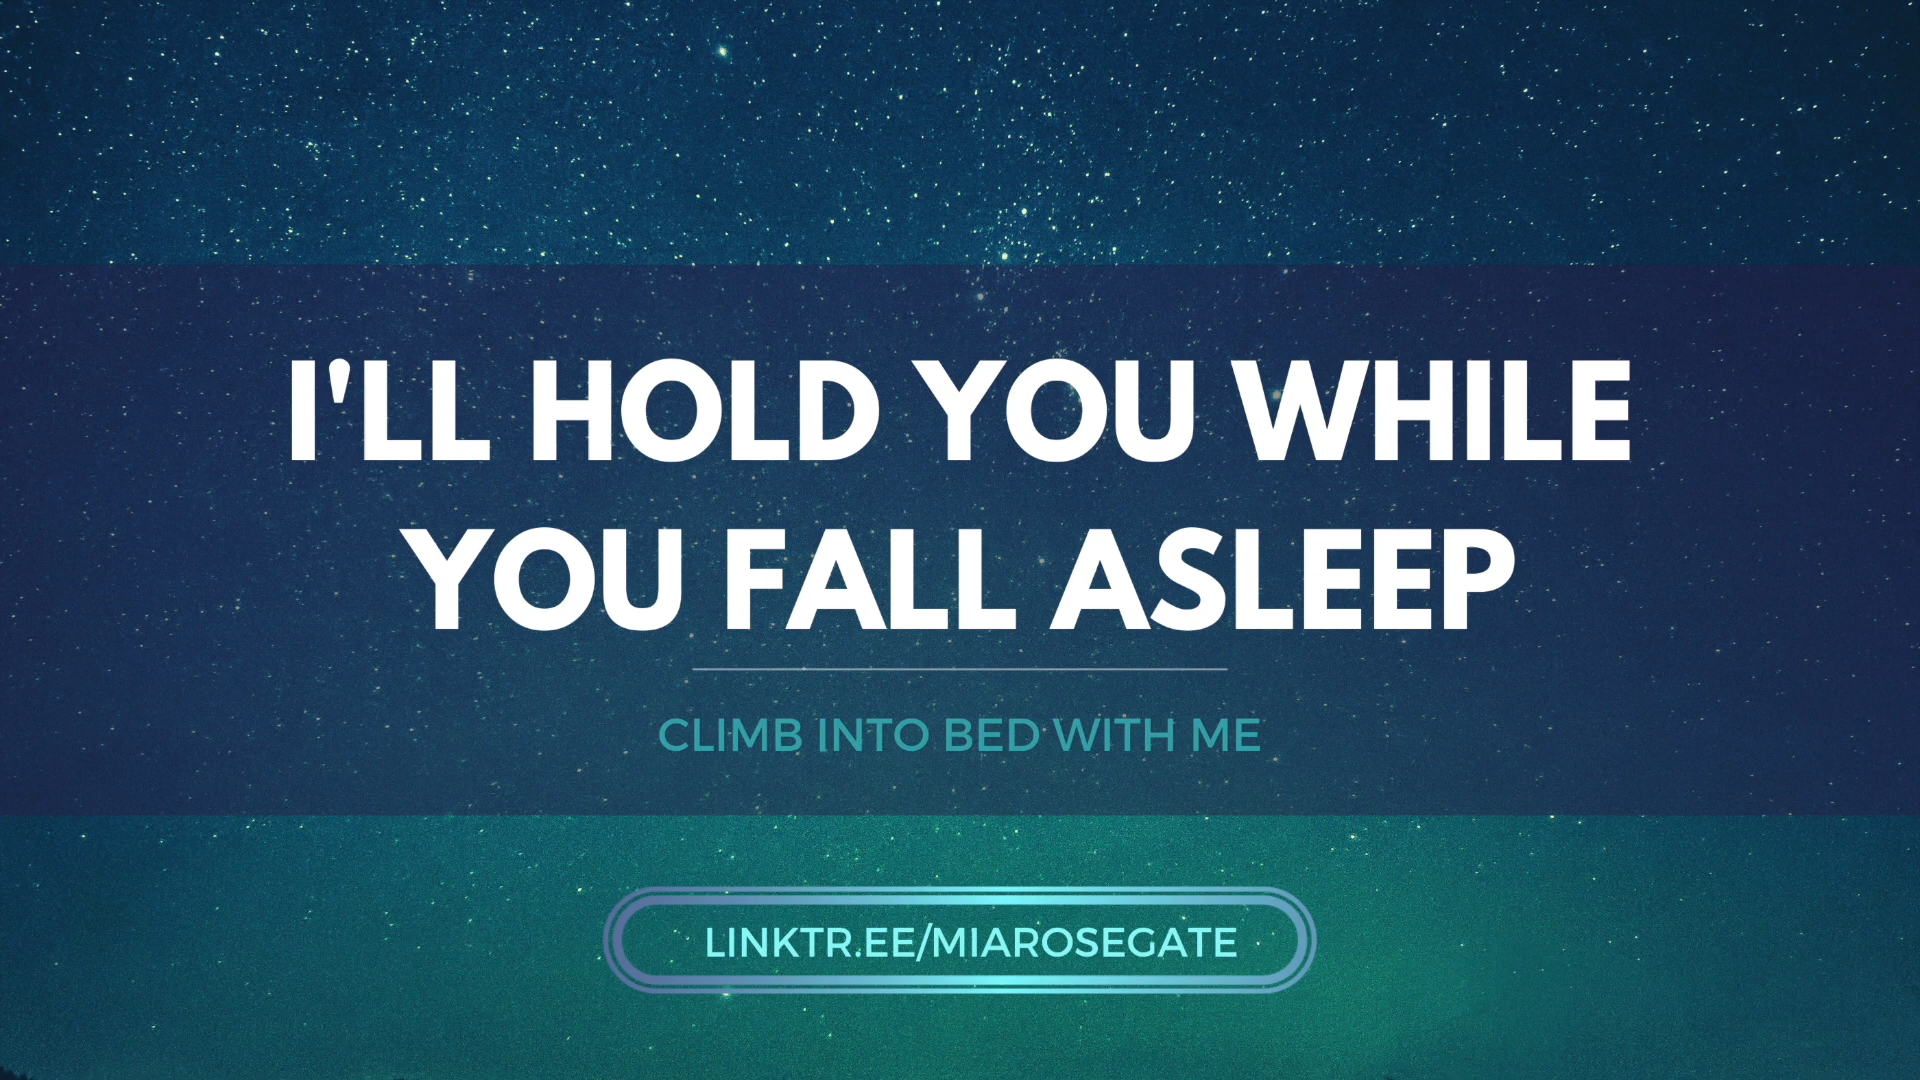 I'LL HOLD YOU WHILE
YOU FALL ASLEEP
CLIMB INTO BED WITH ME
LINKTR.EE/MIAROSEGATE